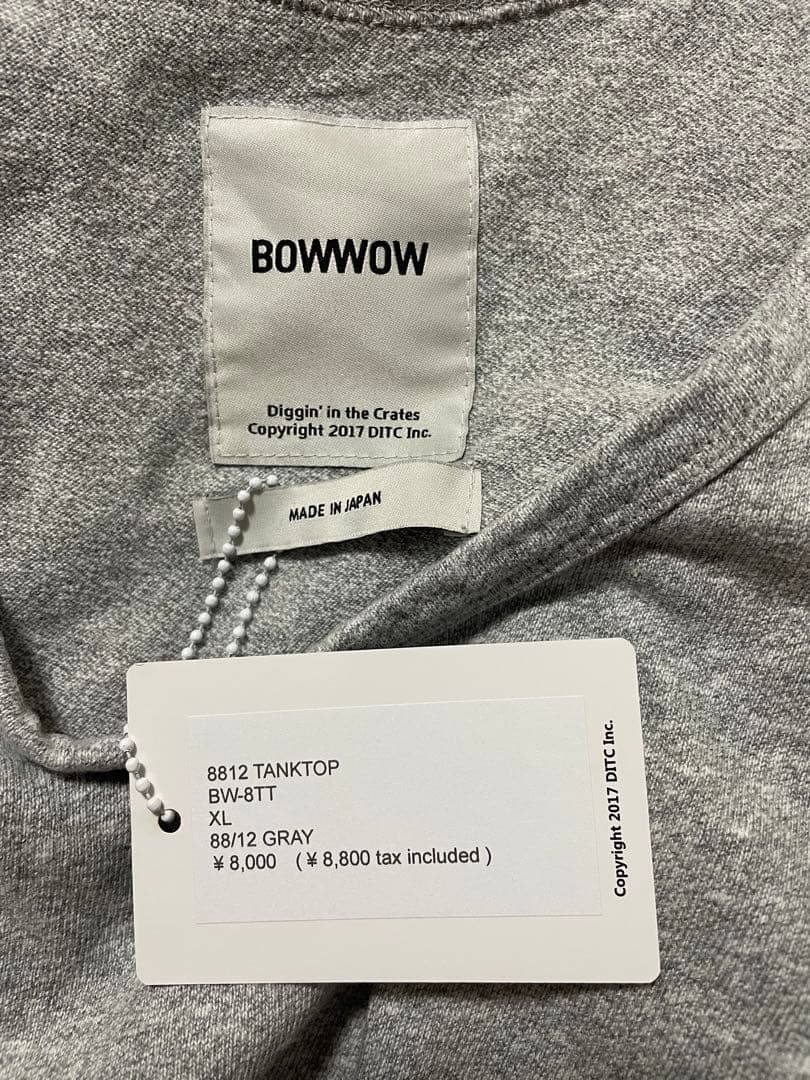 BOWWOW
Diggin' in the Crates
Copyright 2017 DITC Inc.
MADE IN JAPAN
8812 TANKTOP
BW-8TT
XL
88/12 GRAY
¥ 8,000 (¥ 8,800 tax included )
Copyright 2017 DITC Inc.